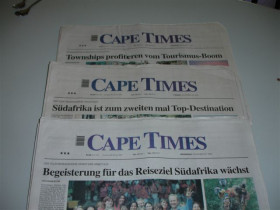 CAPE TIMES
Townships profitieren vom Tourismus-Boom
CAPE TIMES
Südafrika ist zum zweiten mal Top-Destination
CAPE TIMES
Begeisterung für das Reiseziel Südafrika wächst